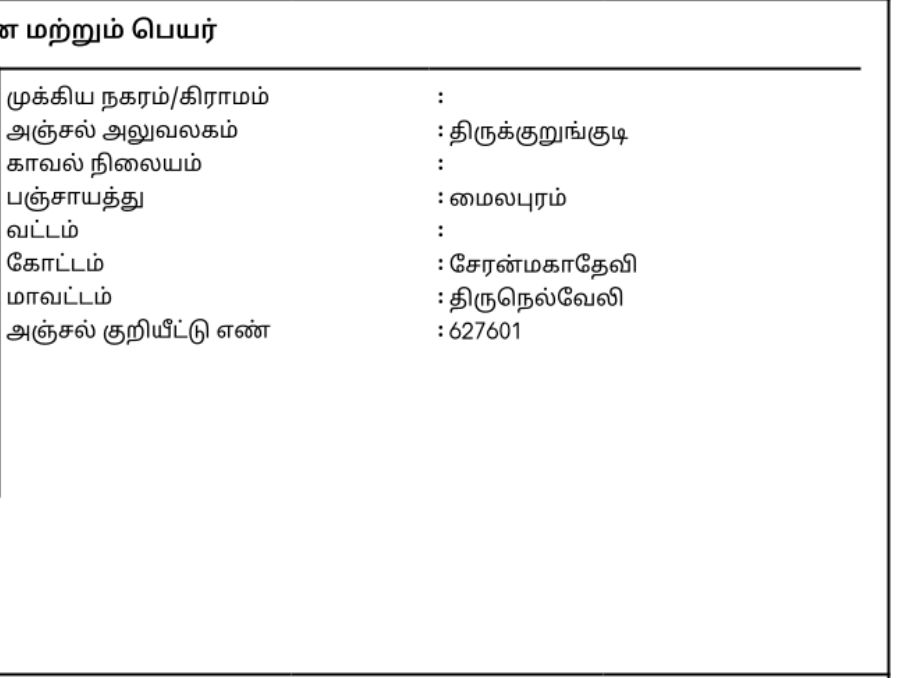 ன மற்றும் பெயர்
முக்கிய நகரம்/கிராமம் :
அஞ்சல் அலுவலகம் : திருக்குறுங்குடி
காவல் நிலையம் :
பஞ்சாயத்து : மைலபுரம்
வட்டம் :
கோட்டம் : சேரன்மகாதேவி
மாவட்டம் : திருநெல்வேலி
அஞ்சல் குறியீட்டு எண் : 627601